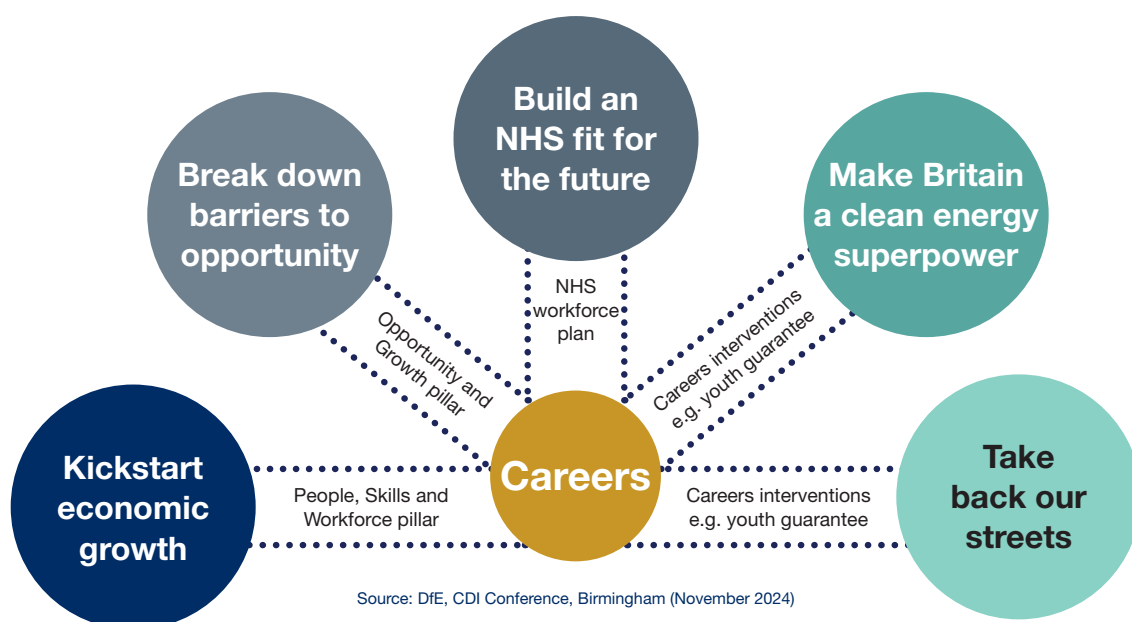 Build an
NHS fit for
the future
Break down
barriers to
opportunity
Make Britain
a clean energy
superpower
NHS
workforce
plan
Opportunity and
Growth pillar
Careers interventions
e.g. youth guarantee
Kickstart
economic
growth
People, Skills and
Workforce pillar
Careers
Careers interventions
e.g. youth guarantee
Take
back our
streets
Source: DfE, CDI Conference, Birmingham (November 2024)